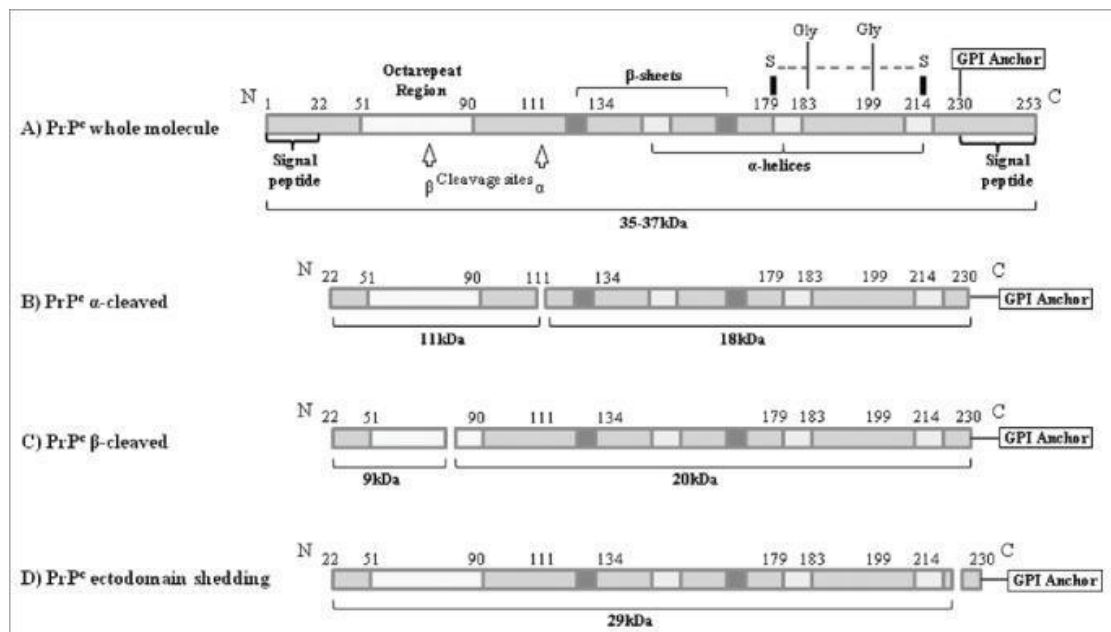 Gly Gly
S S
Octarepeat Region β-sheets GPI Anchor
N 1 22 51 90 111 134 179 183 199 214 230 253 C
A) PrPᶜ whole molecule
Signal peptide β Cleavage sites α α-helices Signal peptide
35-37kDa
N C
22 51 90 111 134 179 183 199 214 230
B) PrPᶜ α-cleaved GPI Anchor
11kDa 18kDa
N C
22 51 90 111 134 179 183 199 214 230
C) PrPᶜ β-cleaved GPI Anchor
9kDa 20kDa
N C
22 51 90 111 134 179 183 199 214 230
D) PrPᶜ ectodomain shedding GPI Anchor
29kDa